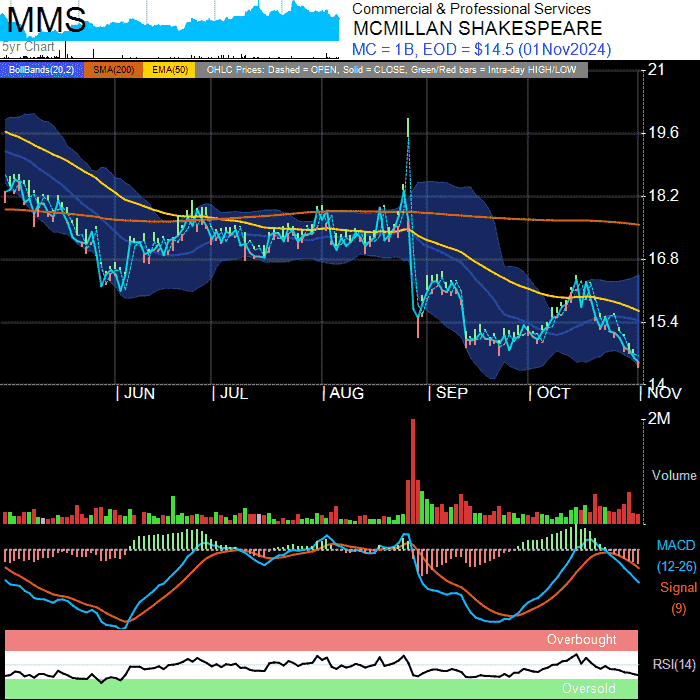 MMS
5yr Chart
Commercial & Professional Services
MCMILLAN SHAKESPEARE
MC = 1B, EOD = $14.5 (01Nov2024)
BollBands(20,2) SMA(200) EMA(50) OHLC Prices: Dashed = OPEN, Solid = CLOSE, Green/Red bars = Intra-day HIGH/LOW
21
19.6
18.2
16.8
15.4
14
JUN JUL AUG SEP OCT NOV
2M
Volume
MACD
(12-26)
Signal
(9)
Overbought
RSI(14)
Oversold